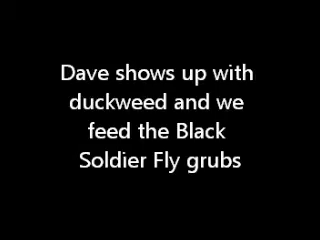 Dave shows up with
duckweed and we
feed the Black
Soldier Fly grubs